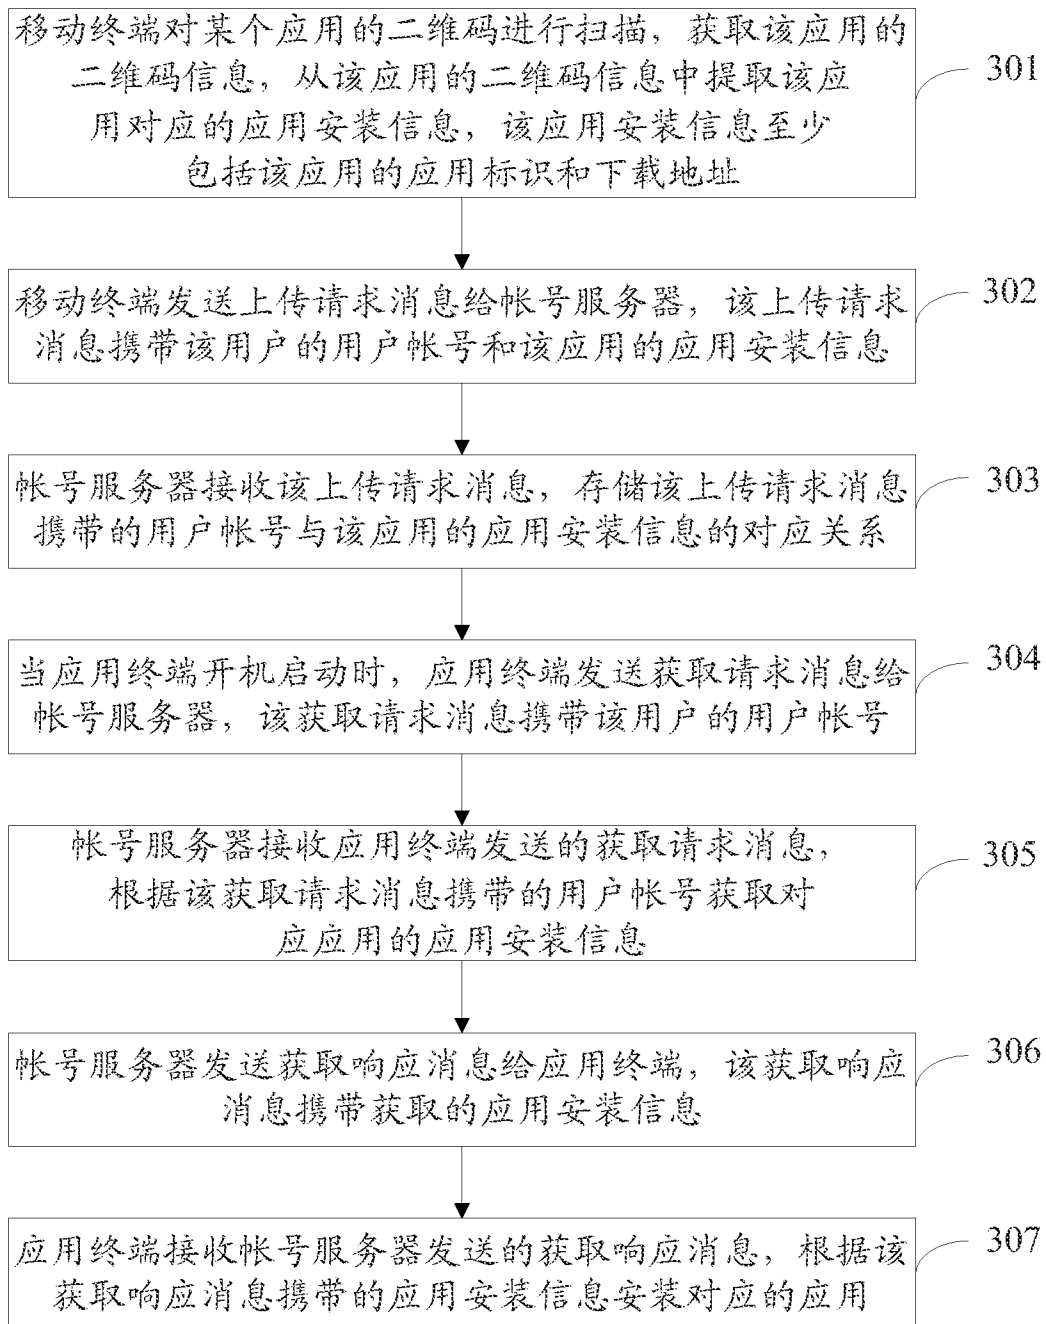 移动终端对某个应用的二维码进行扫描，获取该应用的
二维码信息，从该应用的二维码信息中提取该应
用对应的应用安装信息，该应用安装信息至少
包括该应用的应用标识和下载地址
301
移动终端发送上传请求消息给帐号服务器，该上传请求
消息携带该用户的用户帐号和该应用的应用安装信息
302
帐号服务器接收该上传请求消息，存储该上传请求消息
携带的用户帐号与该应用的应用安装信息的对应关系
303
当应用终端开机启动时，应用终端发送获取请求消息给
帐号服务器，该获取请求消息携带该用户的用户帐号
304
帐号服务器接收应用终端发送的获取请求消息，
根据该获取请求消息携带的用户帐号获取对
应应用的应用安装信息
305
帐号服务器发送获取响应消息给应用终端，该获取响应
消息携带获取的应用安装信息
306
应用终端接收帐号服务器发送的获取响应消息，根据该
获取响应消息携带的应用安装信息安装对应的应用
307